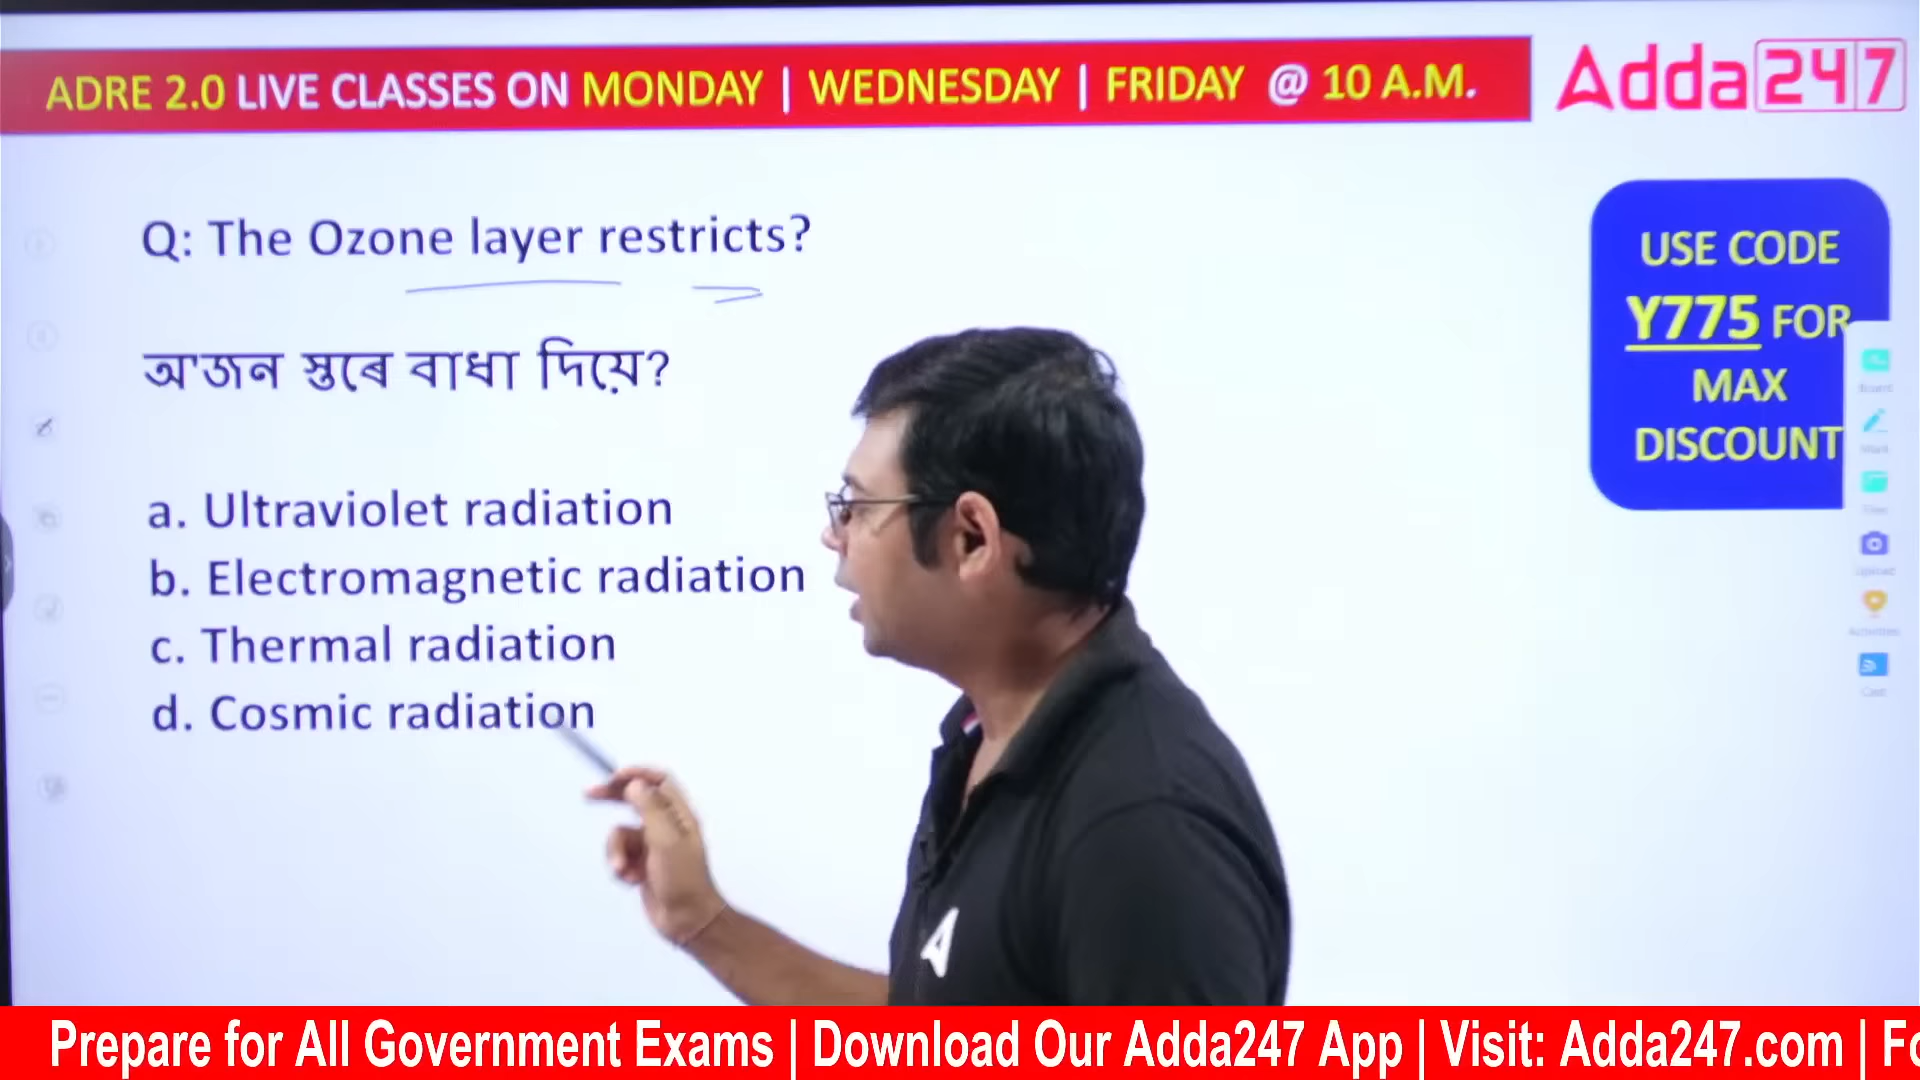 ADRE 2.0 LIVE CLASSES ON MONDAY | WEDNESDAY | FRIDAY @ 10 A.M.
Adda247
Q: The Ozone layer restricts?
অ'জন স্তৰে বাধা দিয়ে?
a. Ultraviolet radiation
b. Electromagnetic radiation
c. Thermal radiation
d. Cosmic radiation
USE CODE
Y775 FOR
MAX
DISCOUNT
Prepare for All Government Exams | Download Our Adda247 App | Visit: Adda247.com | Fo